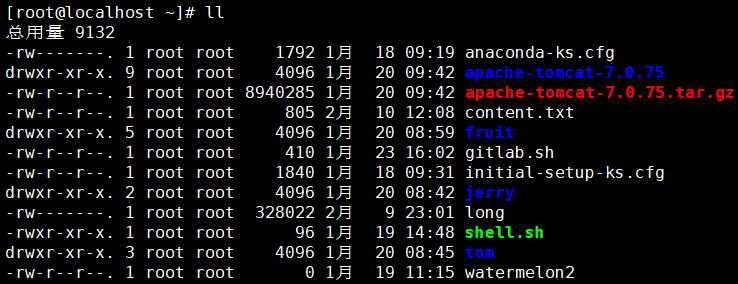 [root@localhost ~]# ll
总用量 9132
-rw-------. 1 root root    1792 1月  18 09:19 anaconda-ks.cfg
drwxr-xr-x. 9 root root    4096 1月  20 09:42 apache-tomcat-7.0.75
-rw-r--r--. 1 root root 8940285 1月  20 09:42 apache-tomcat-7.0.75.tar.gz
-rw-r--r--. 1 root root     805 2月  10 12:08 content.txt
drwxr-xr-x. 5 root root    4096 1月  20 08:59 fruit
-rw-r--r--. 1 root root     410 1月  23 16:02 gitlab.sh
-rw-r--r--. 1 root root    1840 1月  18 09:31 initial-setup-ks.cfg
drwxr-xr-x. 2 root root    4096 1月  20 08:42 jerry
-rw-------. 1 root root  328022 2月   9 23:01 long
-rwxr-xr-x. 1 root root      96 1月  19 14:48 shell.sh
drwxr-xr-x. 3 root root    4096 1月  20 08:45 tom
-rw-r--r--. 1 root root       0 1月  19 11:15 watermelon2